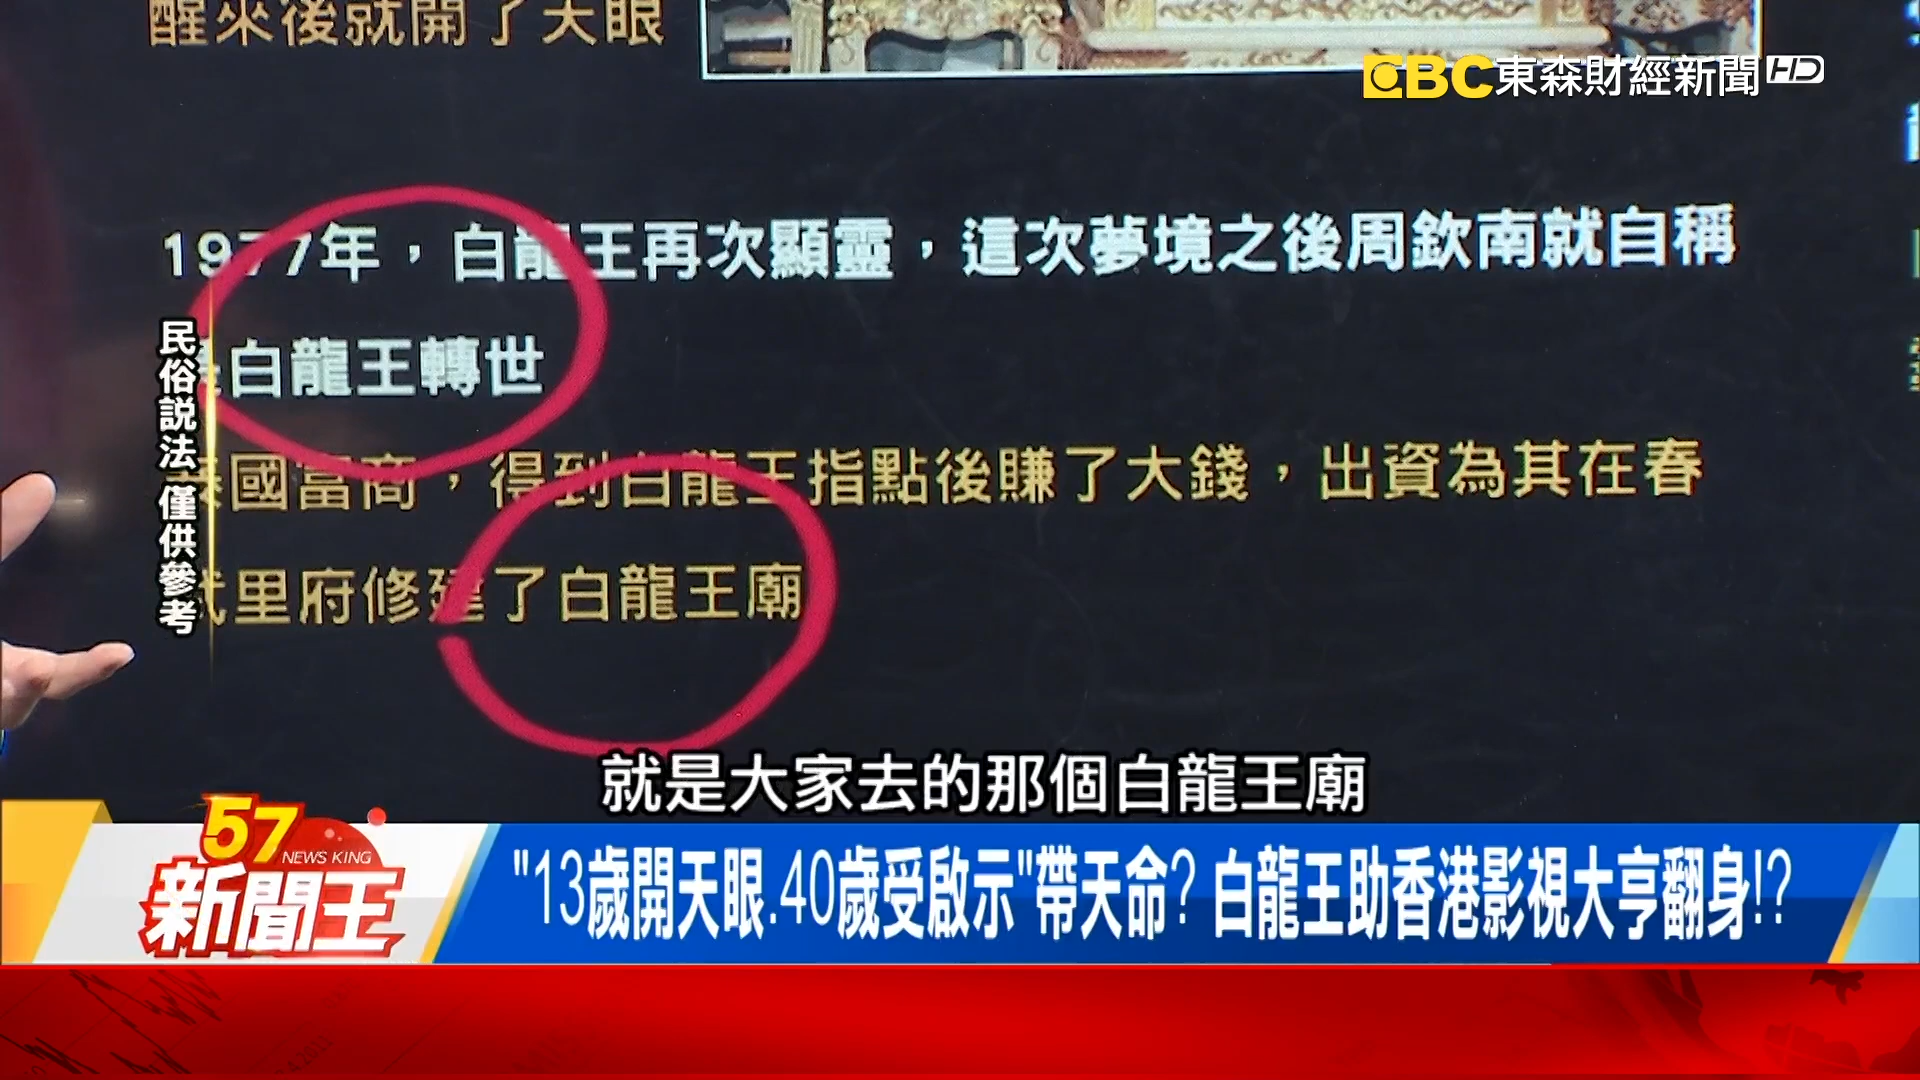 醒來後就開了天眼
EBC東森財經新聞HD
1977年，白龍王再次顯靈，這次夢境之後周欽南就自稱
白龍王轉世
國富商，得到白龍王指點後賺了大錢，出資為其在春
武里府修建了白龍王廟
民俗説法 僅供參考
就是大家去的那個白龍王廟
57
NEWS KING
新聞王
"13歲開天眼.40歲受啟示"帶天命? 白龍王助香港影視大亨翻身!?